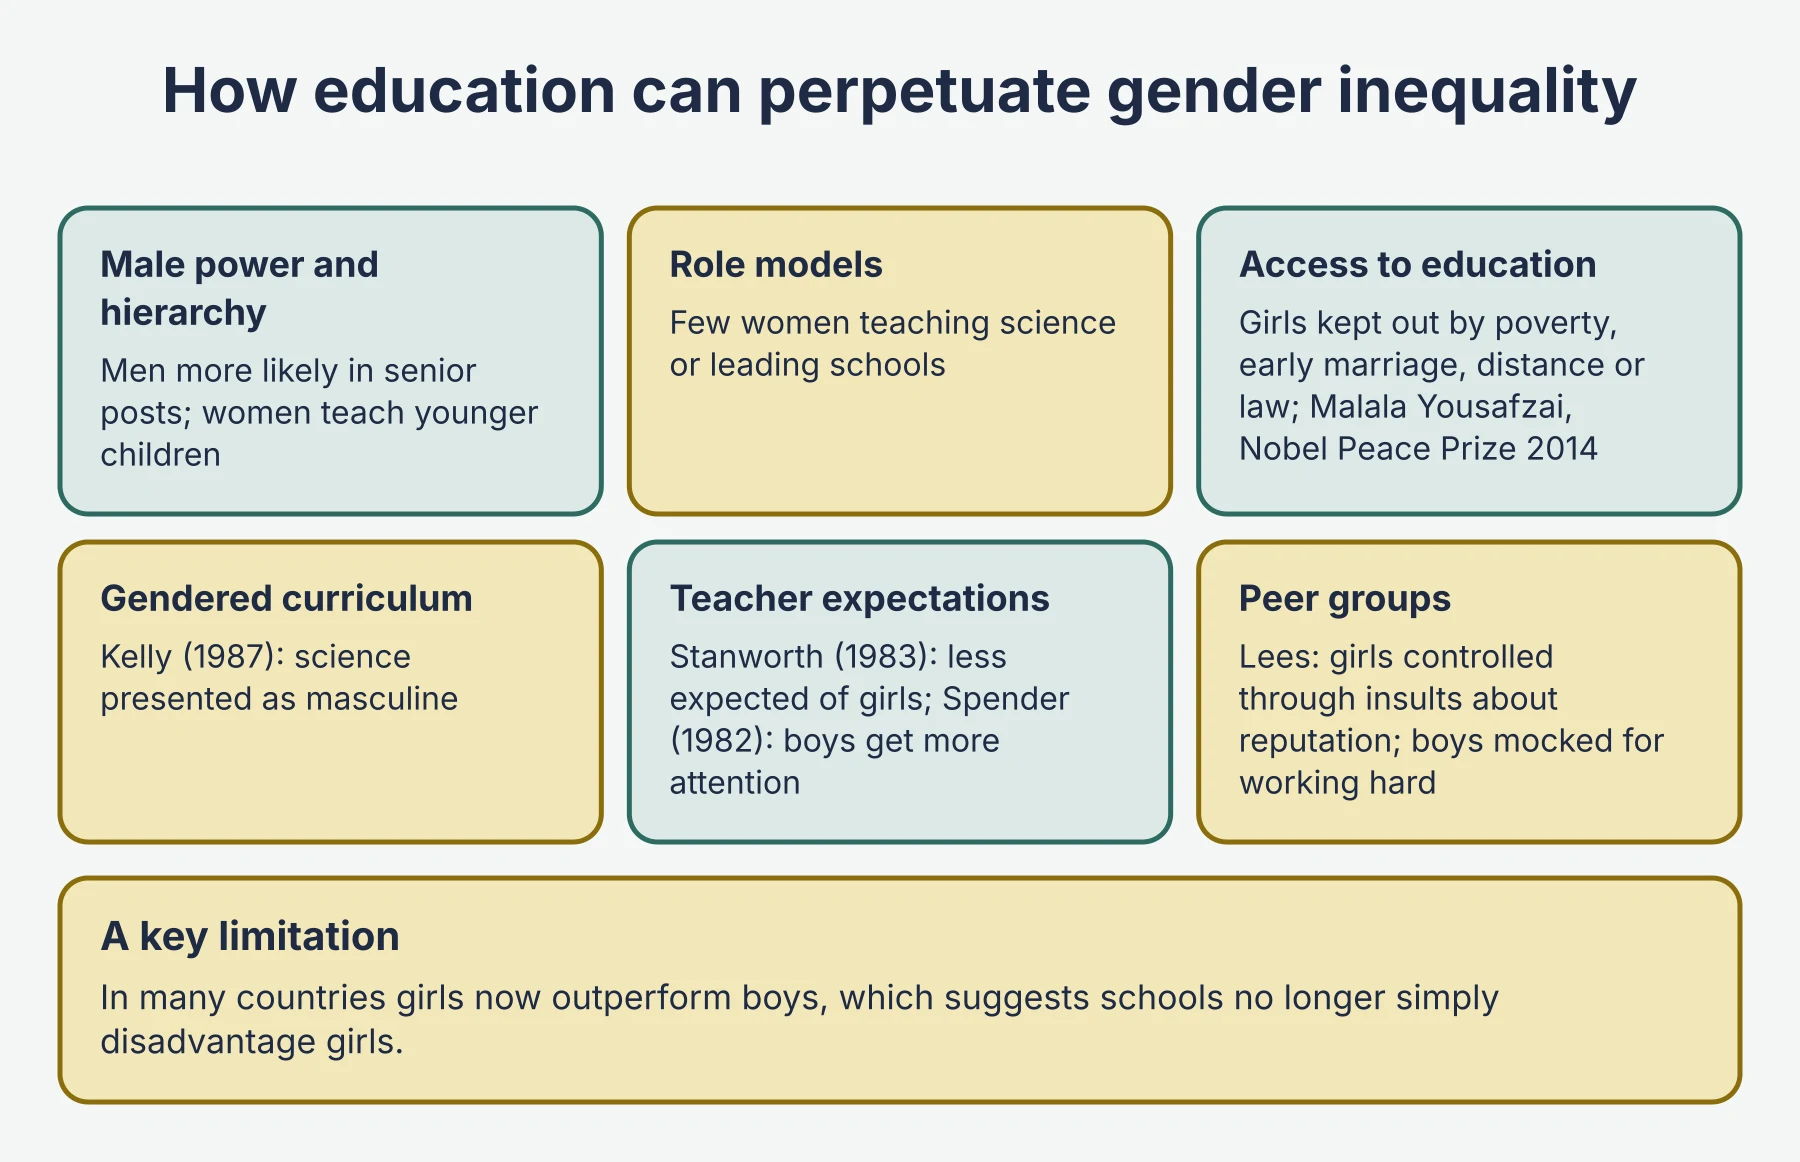 How education can perpetuate gender inequality
Male power and
hierarchy
Men more likely in senior
posts; women teach younger
children
Role models
Few women teaching science
or leading schools
Access to education
Girls kept out by poverty,
early marriage, distance or
law; Malala Yousafzai,
Nobel Peace Prize 2014
Gendered curriculum
Kelly (1987): science
presented as masculine
Teacher expectations
Stanworth (1983): less
expected of girls; Spender
(1982): boys get more
attention
Peer groups
Lees: girls controlled
through insults about
reputation; boys mocked for
working hard
A key limitation
In many countries girls now outperform boys, which suggests schools no longer simply
disadvantage girls.